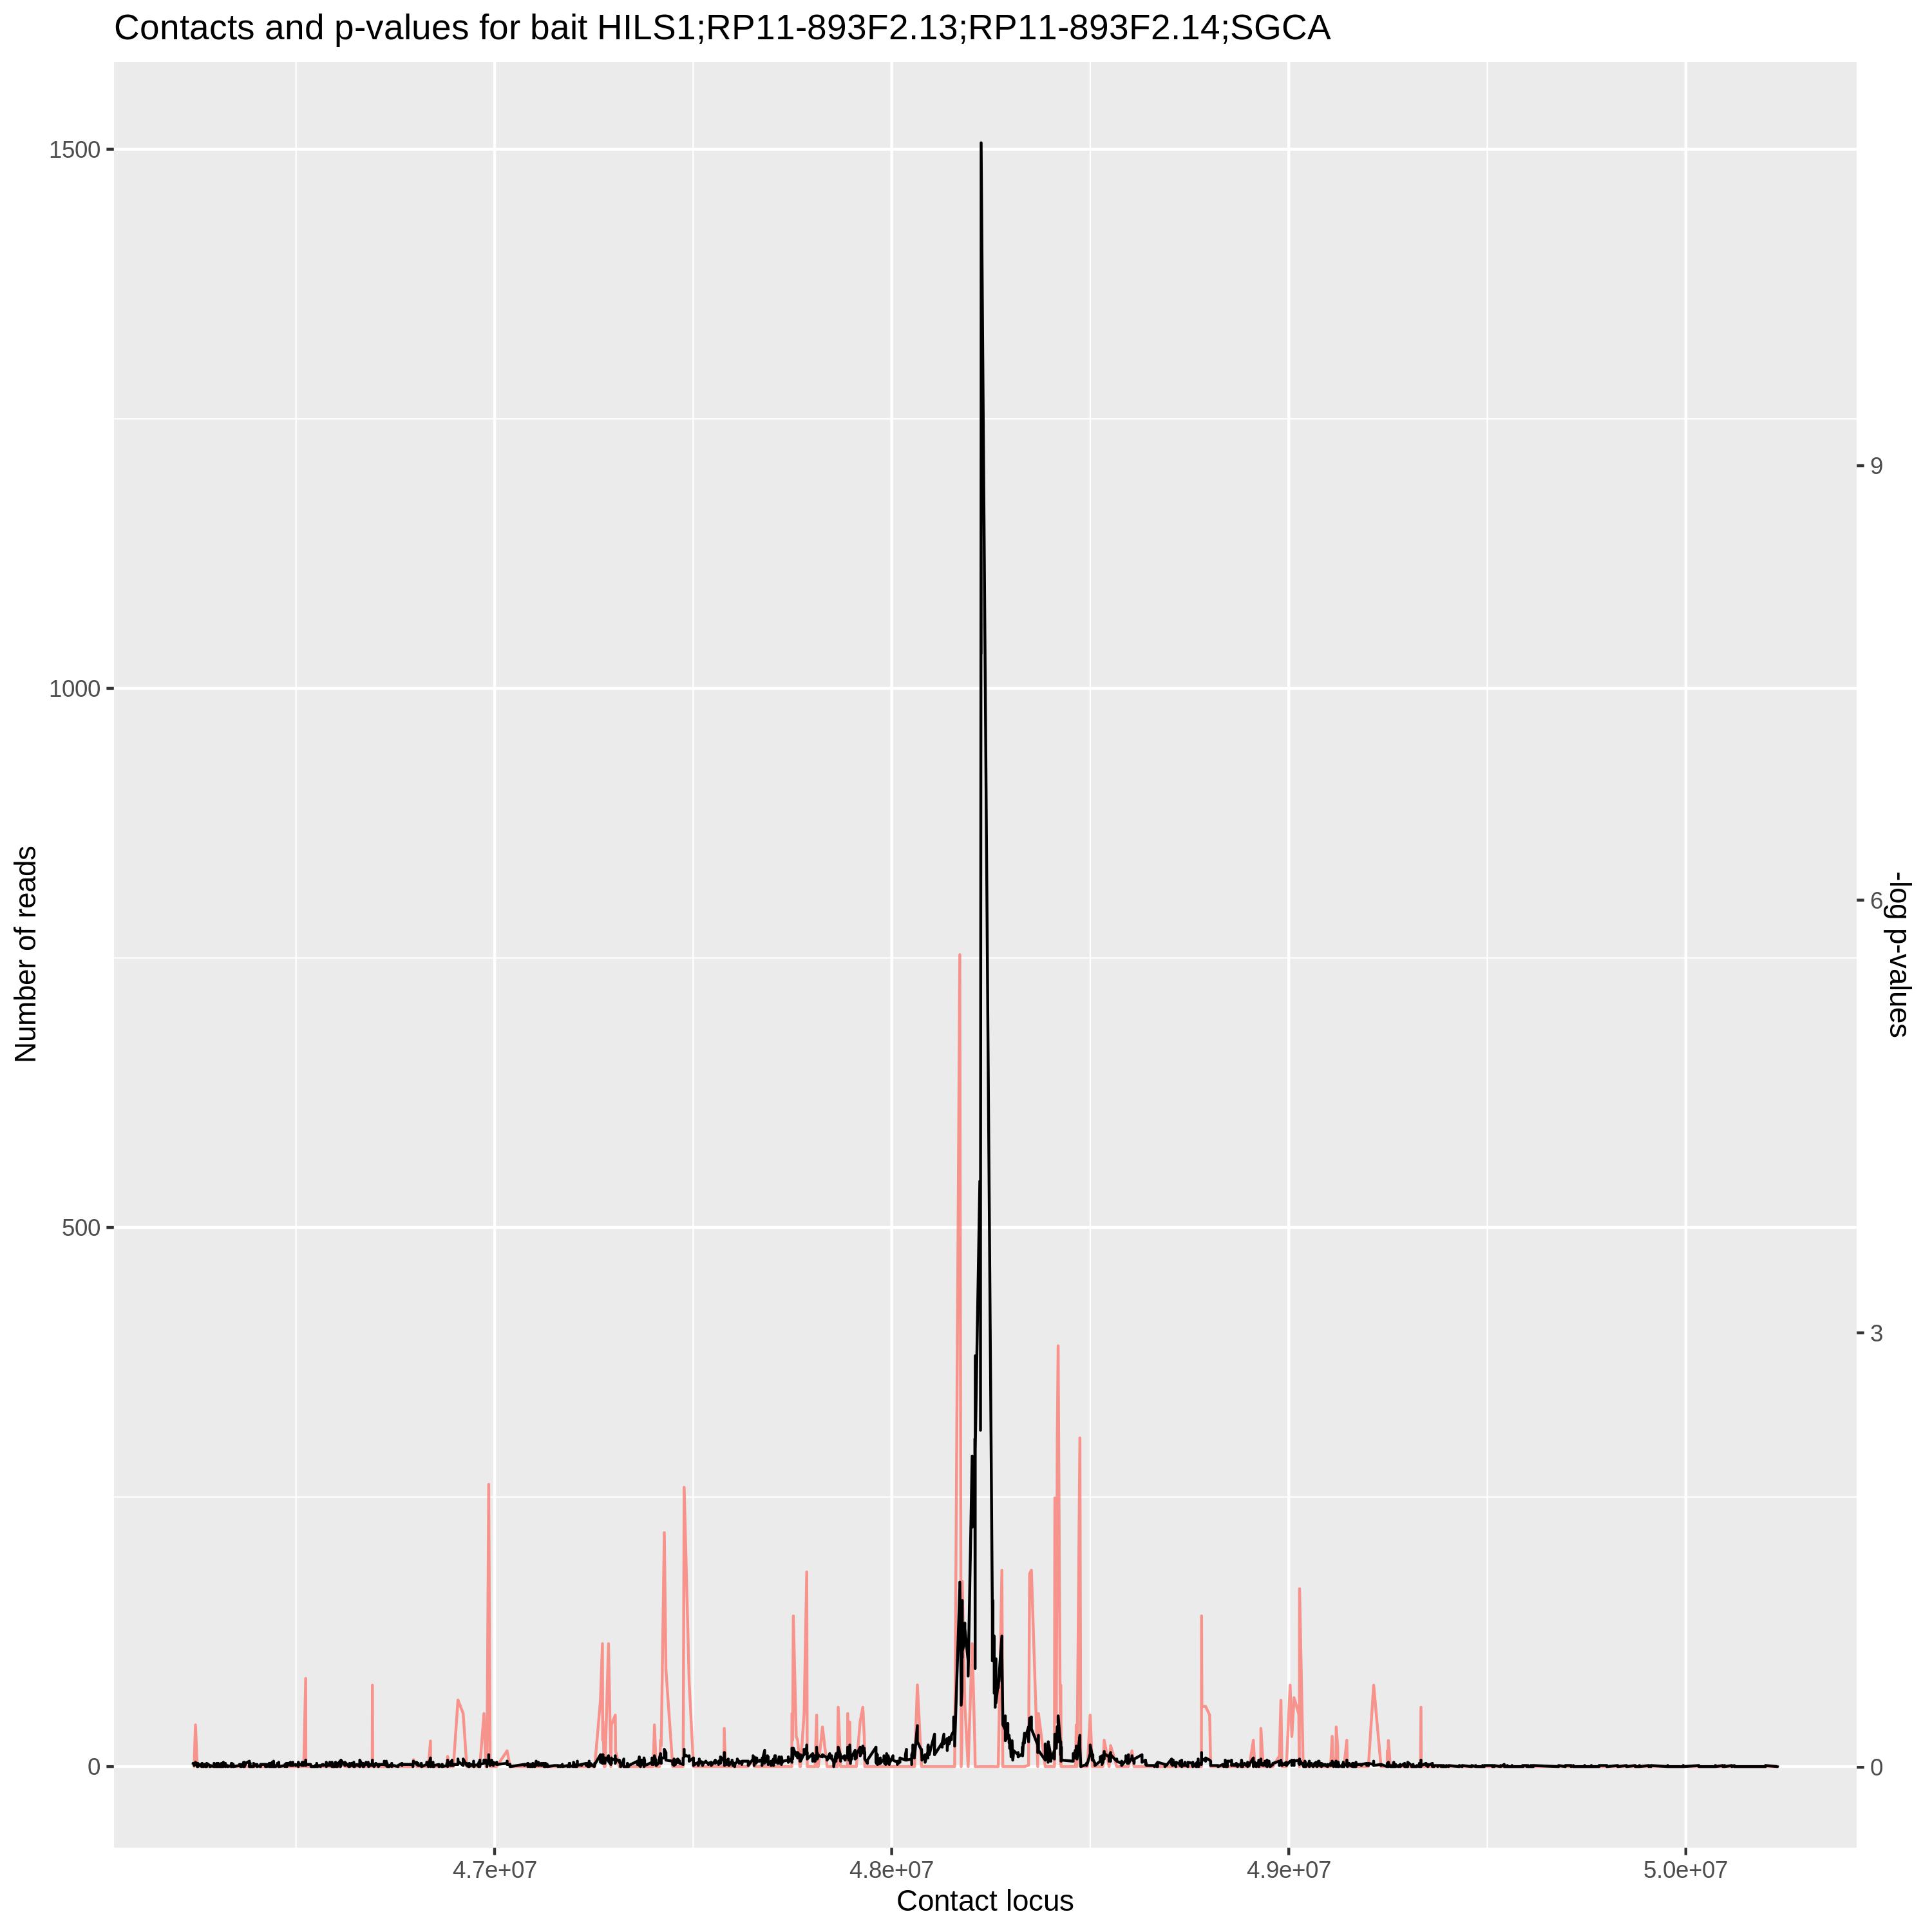 Contacts and p-values for bait HILS1;RP11-893F2.13;RP11-893F2.14;SGCA
1500
1000
500
0
Number of reads
9
6
3
0
-log p-values
4.7e+07
4.8e+07
4.9e+07
5.0e+07
Contact locus